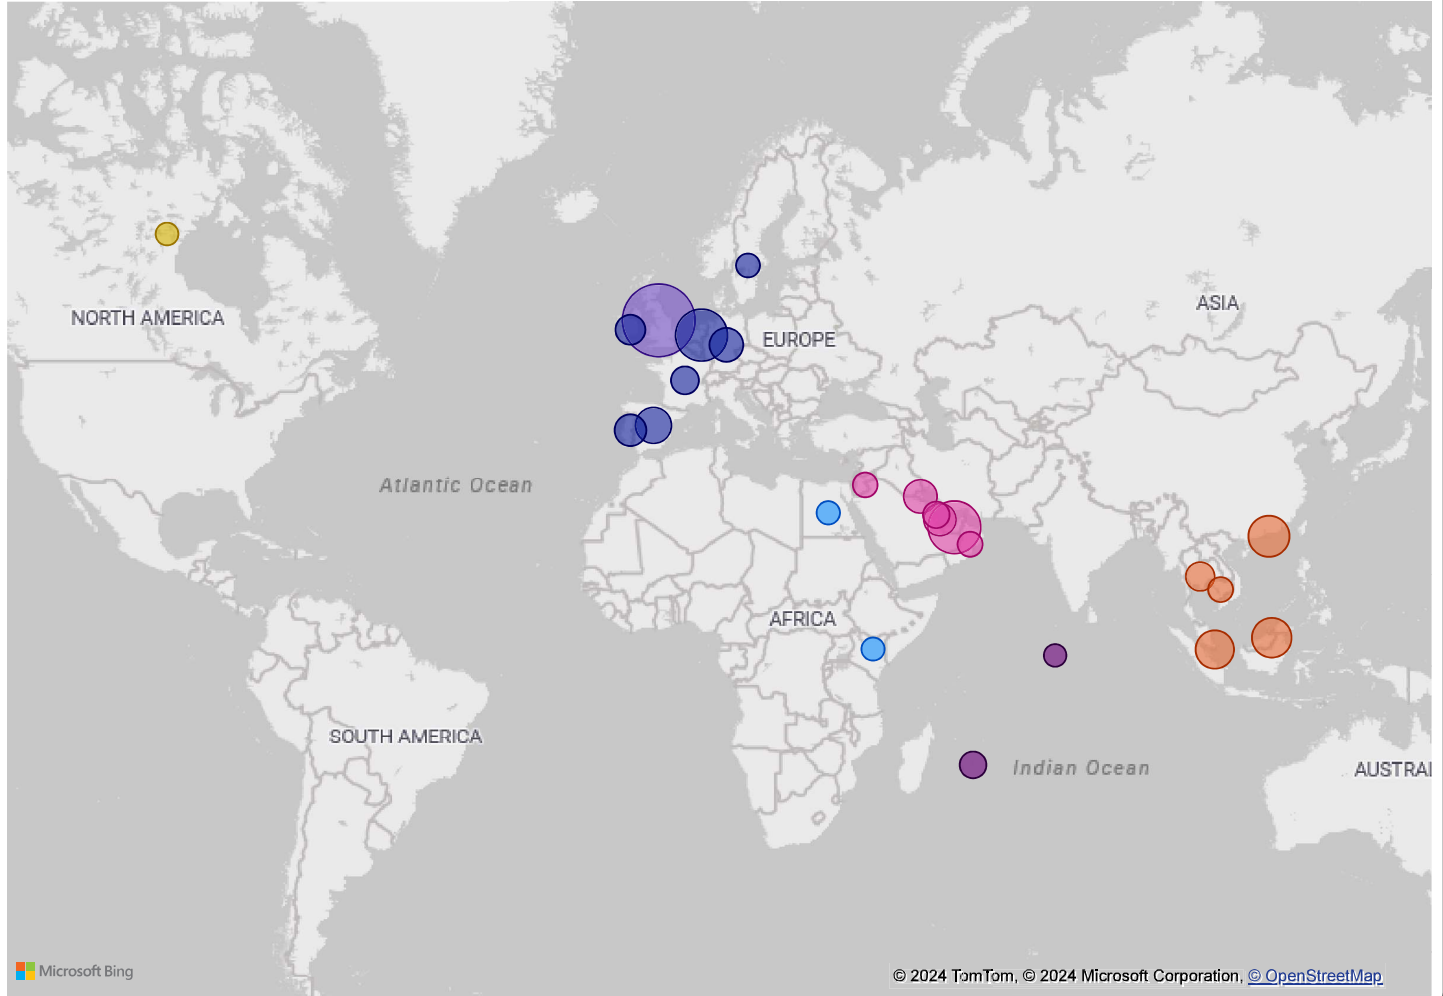 NORTH AMERICA
ASIA
EUROPE
Atlantic Ocean
AFRICA
SOUTH AMERICA
Indian Ocean
AUSTRAL
Microsoft Bing
© 2024 TomTom, © 2024 Microsoft Corporation, © OpenStreetMap